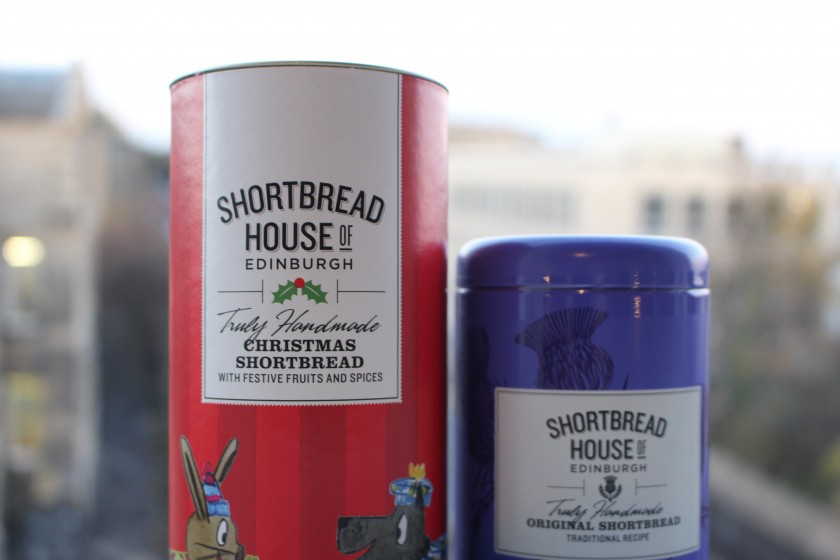 SHORTBREAD
HOUSE OF
EDINBURGH
Truly Handmade
CHRISTMAS
SHORTBREAD
WITH FESTIVE FRUITS AND SPICES
SHORTBREAD
HOUSE OF
EDINBURGH
Truly Handmade
ORIGINAL SHORTBREAD
TRADITIONAL RECIPE